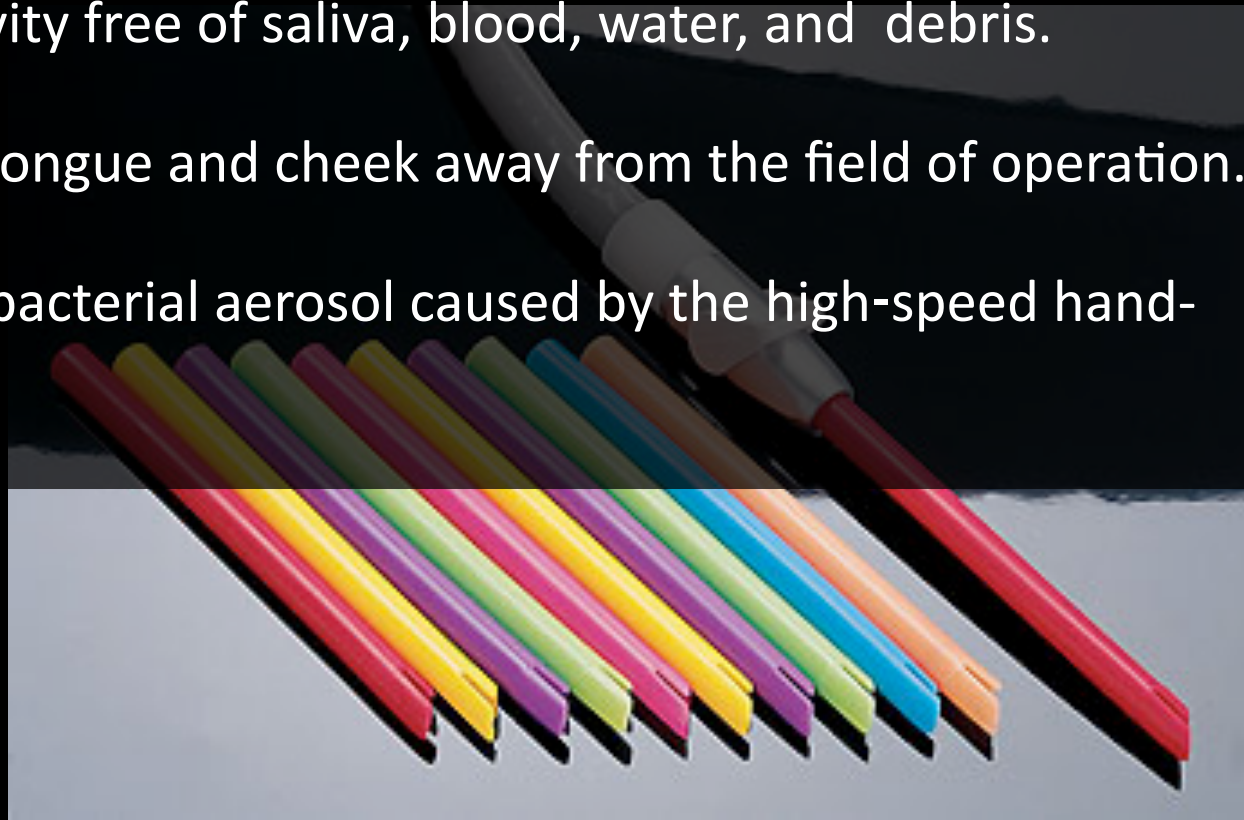 vity free of saliva, blood, water, and  debris.
ongue and cheek away from the field of operation.
bacterial aerosol caused by the high-speed hand-